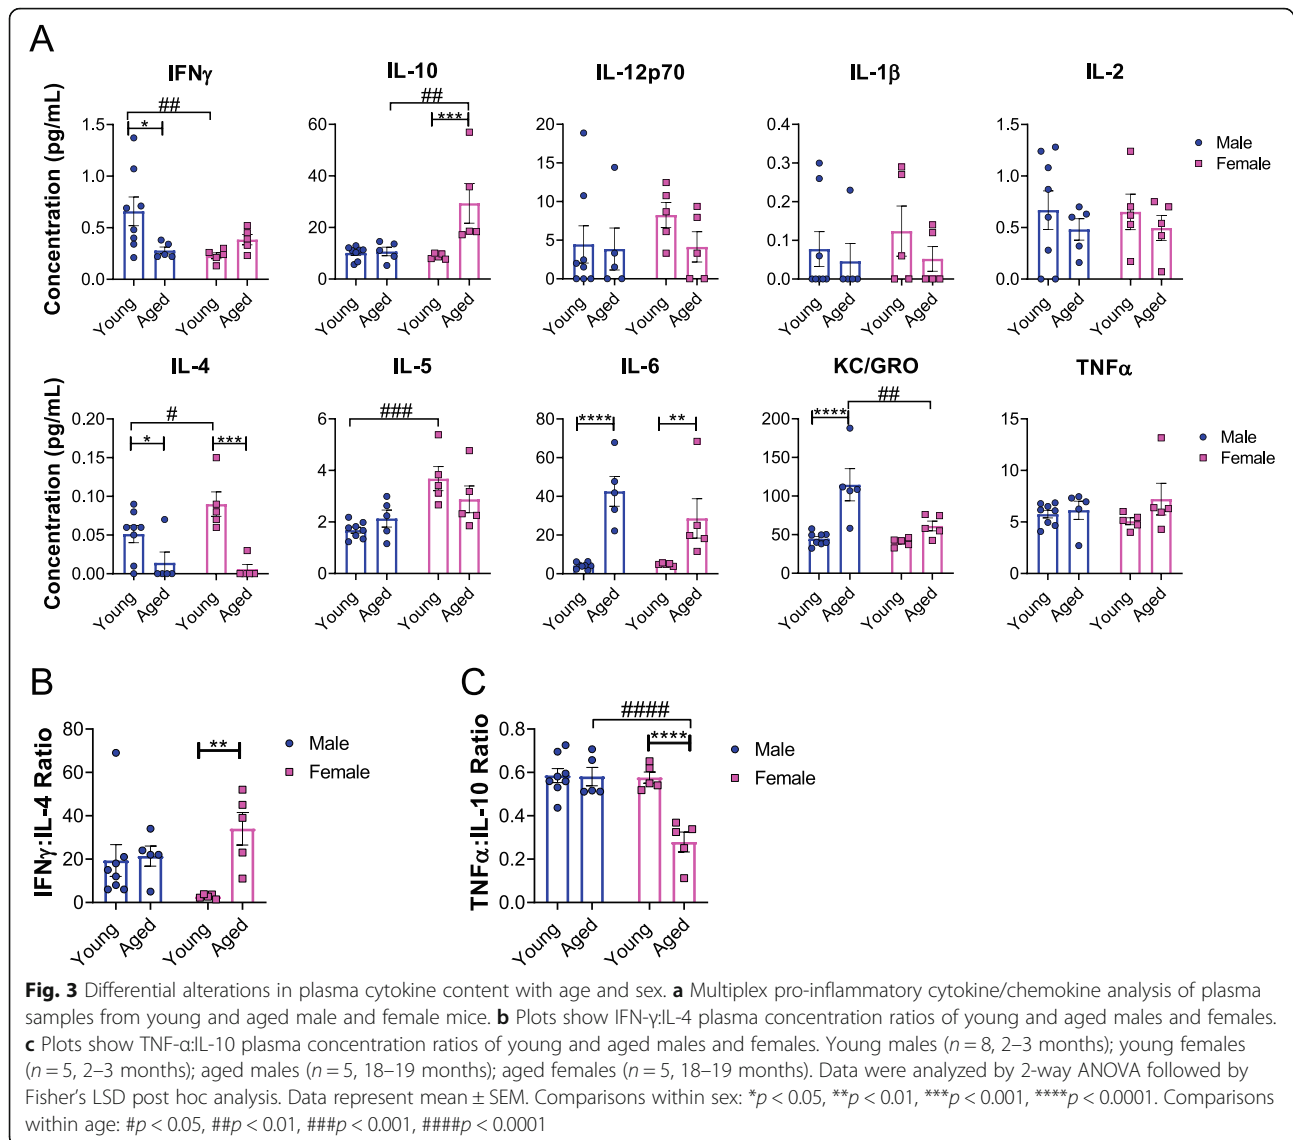 A
IFNγ
IL-10
IL-12p70
IL-1β
IL-2
Concentration (pg/mL)
1.5
1.0
0.5
0.0
##
*
Young
Aged
Young
Aged
60
40
20
0
##
***
Young
Aged
Young
Aged
20
15
10
5
0
Young
Aged
Young
Aged
0.4
0.3
0.2
0.1
0.0
Young
Aged
Young
Aged
1.5
1.0
0.5
0.0
Young
Aged
Young
Aged
Male
Female
IL-4
IL-5
IL-6
KC/GRO
TNFα
Concentration (pg/mL)
0.20
0.15
0.10
0.05
0.00
#
*
***
Young
Aged
Young
Aged
6
4
2
0
###
Young
Aged
Young
Aged
80
60
40
20
0
****
**
Young
Aged
Young
Aged
200
150
100
50
0
****
##
Young
Aged
Young
Aged
15
10
5
0
Young
Aged
Young
Aged
Male
Female
B
IFNγ:IL-4 Ratio
80
60
40
20
0
**
Young
Aged
Young
Aged
Male
Female
C
TNFα:IL-10 Ratio
0.8
0.6
0.4
0.2
0.0
####
****
Young
Aged
Young
Aged
Male
Female
Fig. 3 Differential alterations in plasma cytokine content with age and sex. a Multiplex pro-inflammatory cytokine/chemokine analysis of plasma
samples from young and aged male and female mice. b Plots show IFN-γ:IL-4 plasma concentration ratios of young and aged males and females.
c Plots show TNF-α:IL-10 plasma concentration ratios of young and aged males and females. Young males (n = 8, 2–3 months); young females
(n = 5, 2–3 months); aged males (n = 5, 18–19 months); aged females (n = 5, 18–19 months). Data were analyzed by 2-way ANOVA followed by
Fisher's LSD post hoc analysis. Data represent mean ± SEM. Comparisons within sex: *p < 0.05, **p < 0.01, ***p < 0.001, ****p < 0.0001. Comparisons
within age: #p < 0.05, ##p < 0.01, ###p < 0.001, ####p < 0.0001